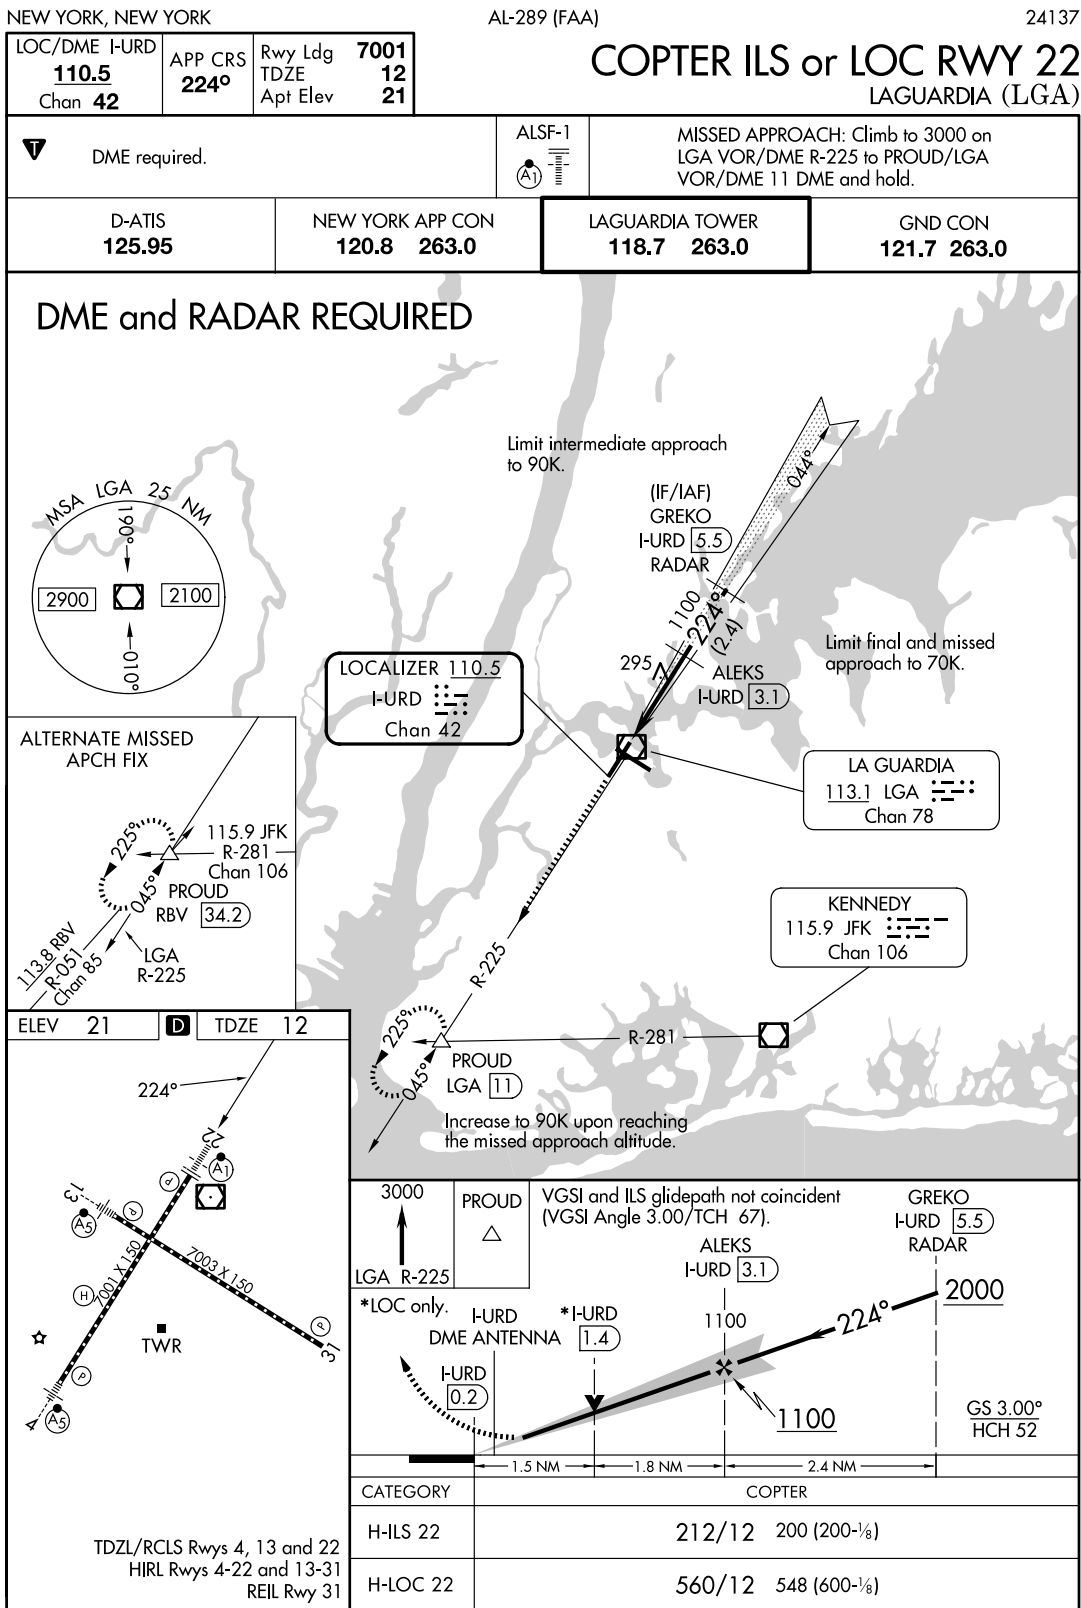 NEW YORK, NEW YORK
AL-289 (FAA)
24137
LOC/DME I-URD
110.5
Chan 42
APP CRS
224°
Rwy Ldg 7001
TDZE 12
Apt Elev 21
COPTER ILS or LOC RWY 22
LAGUARDIA (LGA)
T
DME required.
ALSF-1
A1
MISSED APPROACH: Climb to 3000 on
LGA VOR/DME R-225 to PROUD/LGA
VOR/DME 11 DME and hold.
D-ATIS
125.95
NEW YORK APP CON
120.8 263.0
LAGUARDIA TOWER
118.7 263.0
GND CON
121.7 263.0
DME and RADAR REQUIRED
Limit intermediate approach
to 90K.
044°
(IF/IAF)
GREKO
I-URD 5.5
RADAR
MSA LGA 25 NM
190°
2900
2100
010°
1100
224°
(2.4)
295
ALEKS
I-URD 3.1
Limit final and missed
approach to 70K.
LOCALIZER 110.5
I-URD
Chan 42
LA GUARDIA
113.1 LGA
Chan 78
ALTERNATE MISSED
APCH FIX
225°
045°
115.9 JFK
R-281
Chan 106
PROUD
RBV 34.2
113.8 RBV
R-051
Chan 85
LGA
R-225
KENNEDY
115.9 JFK
Chan 106
R-225
R-281
225°
045°
PROUD
LGA 11
Increase to 90K upon reaching
the missed approach altitude.
ELEV 21
D
TDZE 12
224°
22
A1
P
13
P
A5
7001 X 150
7003 X 150
H
TWR
P
31
P
4
A5
TDZL/RCLS Rwys 4, 13 and 22
HIRL Rwys 4-22 and 13-31
REIL Rwy 31
3000
LGA R-225
PROUD
VGSI and ILS glidepath not coincident
(VGSI Angle 3.00/TCH 67).
GREKO
I-URD 5.5
RADAR
ALEKS
I-URD 3.1
*LOC only.
I-URD
DME ANTENNA
*I-URD
1.4
1100
224°
2000
I-URD
0.2
1100
GS 3.00°
HCH 52
1.5 NM
1.8 NM
2.4 NM
CATEGORY
COPTER
H-ILS 22
212/12 200 (200-⅛)
H-LOC 22
560/12 548 (600-⅛)